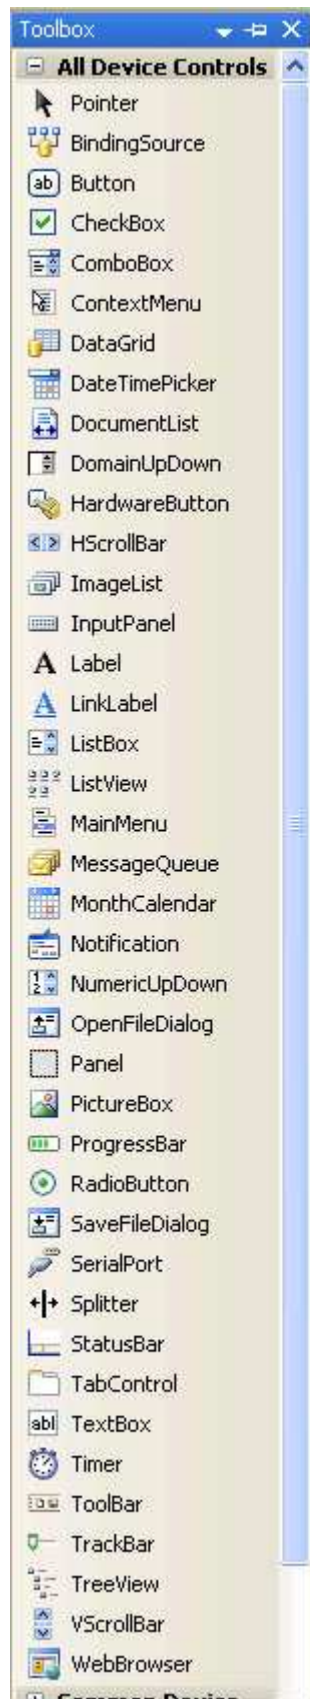 Toolbox
All Device Controls
Pointer
BindingSource
Button
CheckBox
ComboBox
ContextMenu
DataGrid
DateTimePicker
DocumentList
DomainUpDown
HardwareButton
HScrollBar
ImageList
InputPanel
Label
LinkLabel
ListBox
ListView
MainMenu
MessageQueue
MonthCalendar
Notification
NumericUpDown
OpenFileDialog
Panel
PictureBox
ProgressBar
RadioButton
SaveFileDialog
SerialPort
Splitter
StatusBar
TabControl
TextBox
Timer
ToolBar
TrackBar
TreeView
VScrollBar
WebBrowser
Common Device